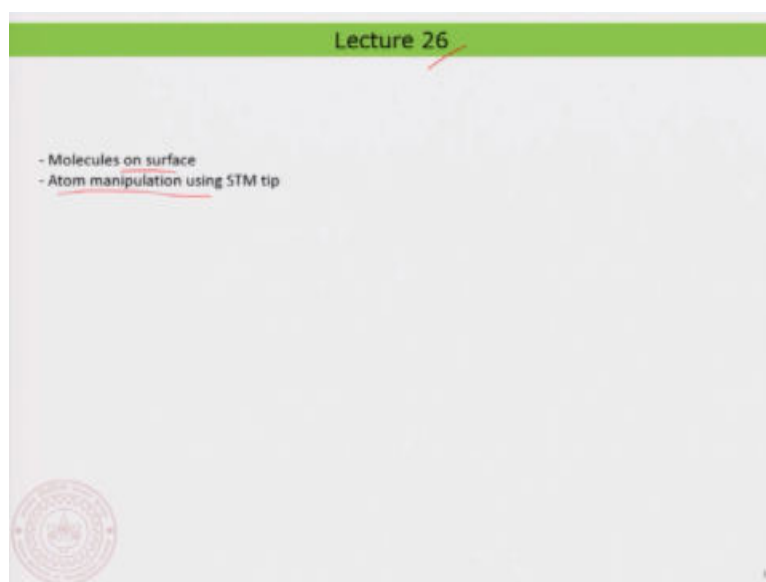 Lecture 26
- Molecules on surface
- Atom manipulation using STM tip